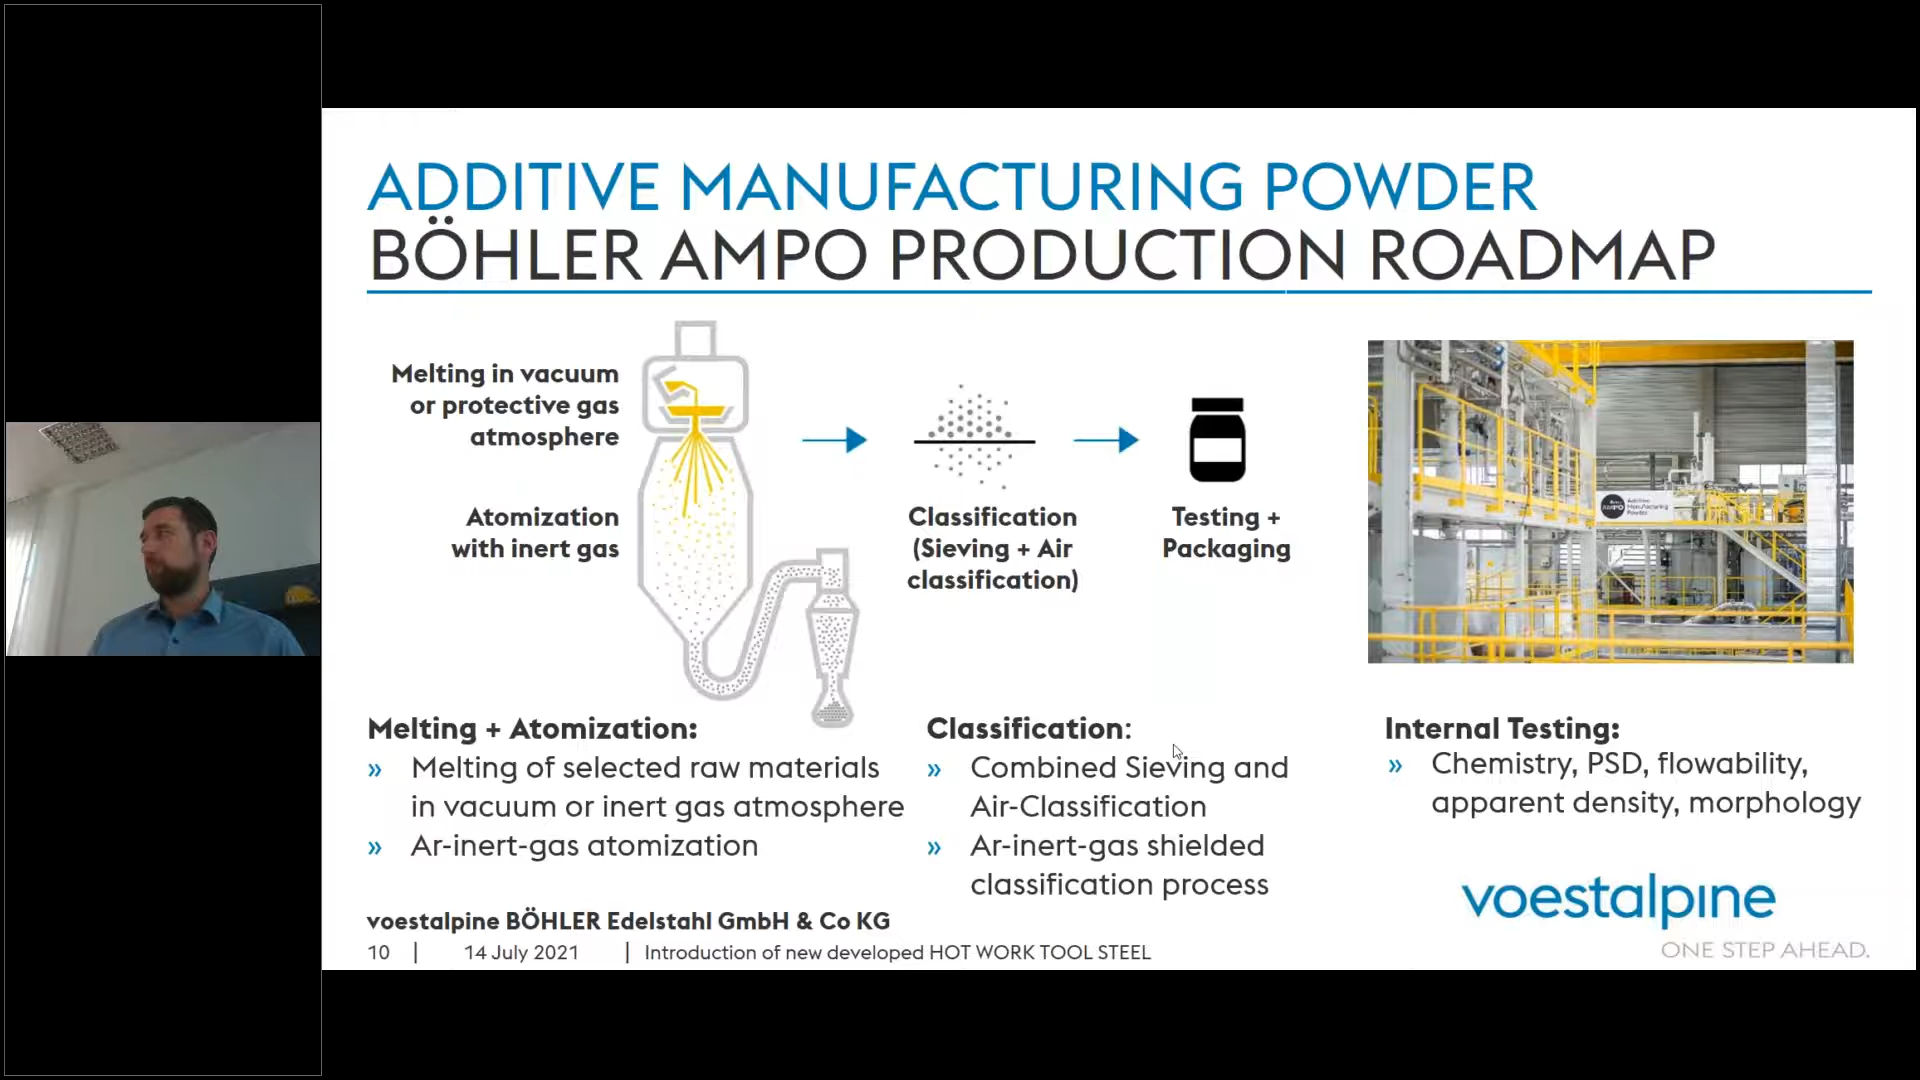 ADDITIVE MANUFACTURING POWDER
BÖHLER AMPO PRODUCTION ROADMAP
Melting in vacuum
or protective gas
atmosphere
Atomization
with inert gas
Classification
(Sieving + Air
classification)
Testing +
Packaging
AMPO
Additive
Manufacturing
Powder
Melting + Atomization:
» Melting of selected raw materials
in vacuum or inert gas atmosphere
» Ar-inert-gas atomization
Classification:
» Combined Sieving and
Air-Classification
» Ar-inert-gas shielded
classification process
Internal Testing:
» Chemistry, PSD, flowability,
apparent density, morphology
voestalpine BÖHLER Edelstahl GmbH & Co KG
10 | 14 July 2021 | Introduction of new developed HOT WORK TOOL STEEL
voestalpine
ONE STEP AHEAD.